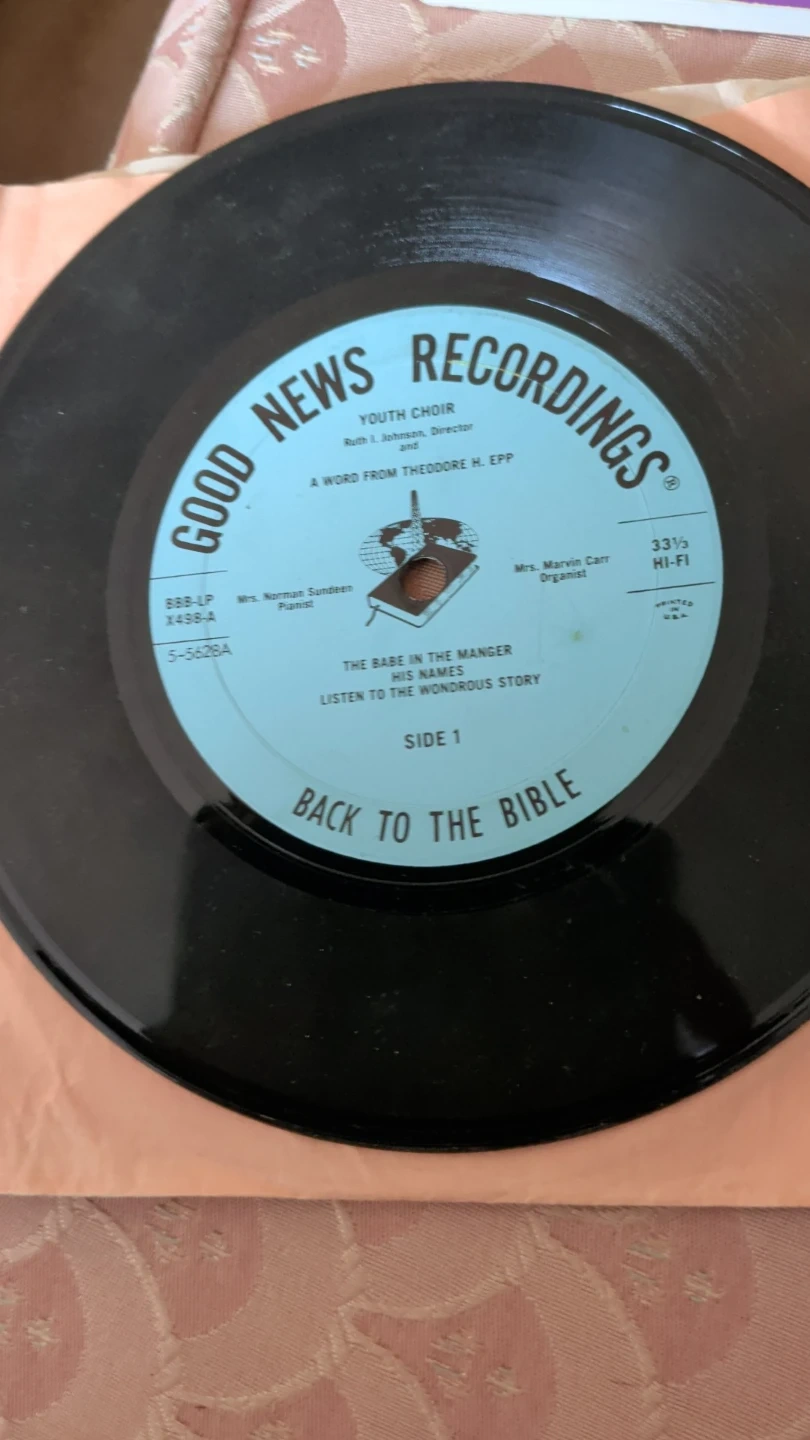 GOOD NEWS RECORDINGS®
YOUTH CHOIR
Ruth I. Johnson, Director
and
A WORD FROM THEODORE H. EPP
33⅓
HI-FI
PRINTED
IN
U.S.A.
Mrs. Norman Sundeen
Pianist
Mrs. Marvin Carr
Organist
BBB-LP
X498-A
5-5628A
THE BABE IN THE MANGER
HIS NAMES
LISTEN TO THE WONDROUS STORY
SIDE 1
BACK TO THE BIBLE